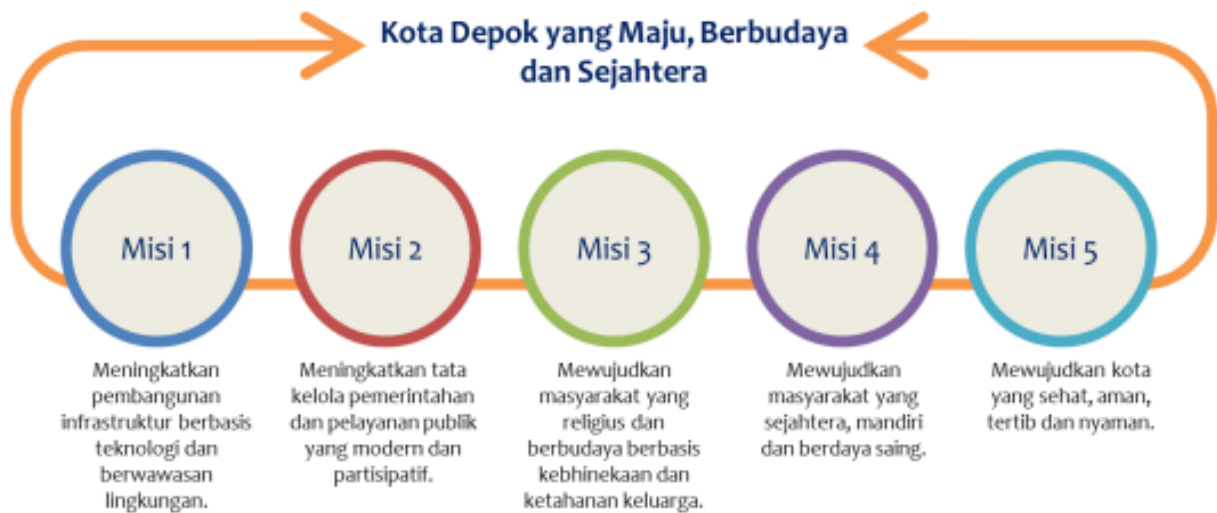 Kota Depok yang Maju, Berbudaya
dan Sejahtera
Misi 1
Misi 2
Misi 3
Misi 4
Misi 5
Meningkatkan
pembangunan
infrastruktur berbasis
teknologi dan
berwawasan
lingkungan.
Meningkatkan tata
kelola pemerintahan
dan pelayanan publik
yang modern dan
partisipatif.
Mewujudkan
masyarakat yang
religius dan
berbudaya berbasis
kebhinekaan dan
ketahanan keluarga.
Mewujudkan
masyarakat yang
sejahtera, mandiri
dan berdaya saing.
Mewujudkan kota
yang sehat, aman,
tertib dan nyaman.